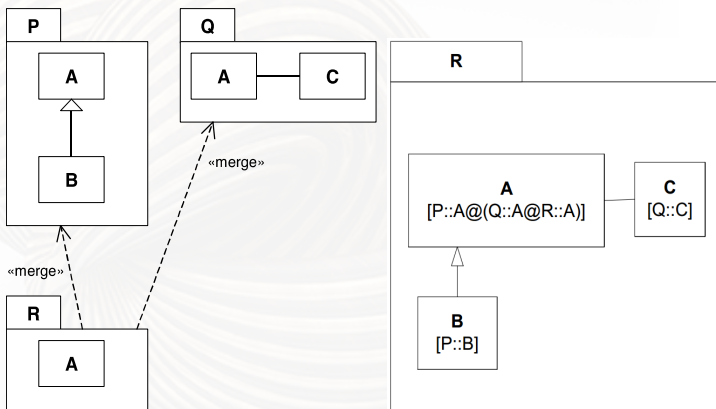 P
A
B
«merge»
R
A
Q
A
C
«merge»
R
A
[P::A@(Q::A@R::A)]
C
[Q::C]
B
[P::B]